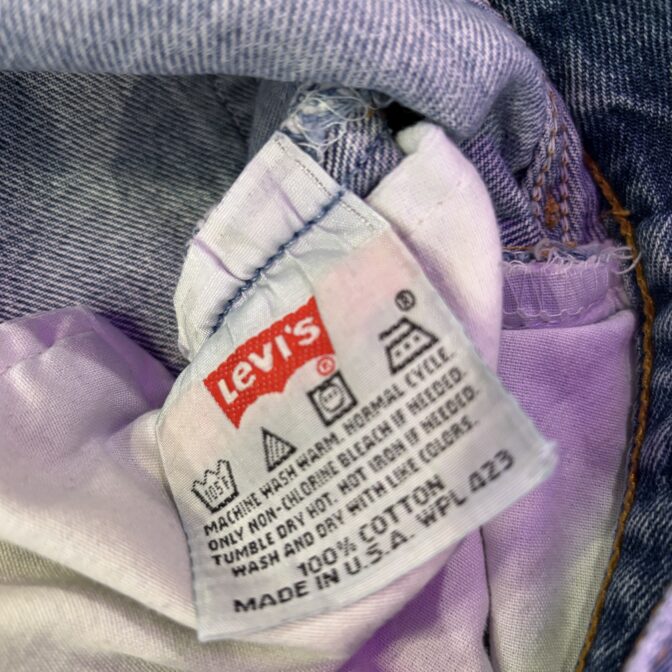 Levi's
®
®
105F
MACHINE WASH WARM. NORMAL CYCLE.
ONLY NON-CHLORINE BLEACH IF NEEDED.
TUMBLE DRY HOT. HOT IRON IF NEEDED.
WASH AND DRY WITH LIKE COLORS.
100% COTTON
MADE IN U.S.A. WPL 423